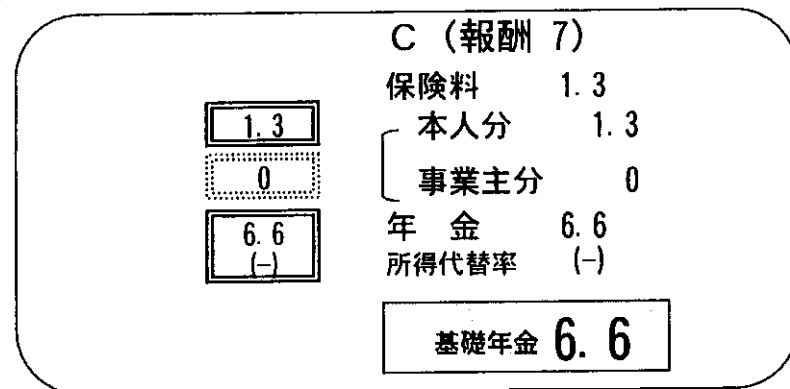 C (報酬 7)
保険料 1.3
1.3 本人分 1.3
0 事業主分 0
6.6 年金 6.6
(-) 所得代替率 (-)
基礎年金 6.6